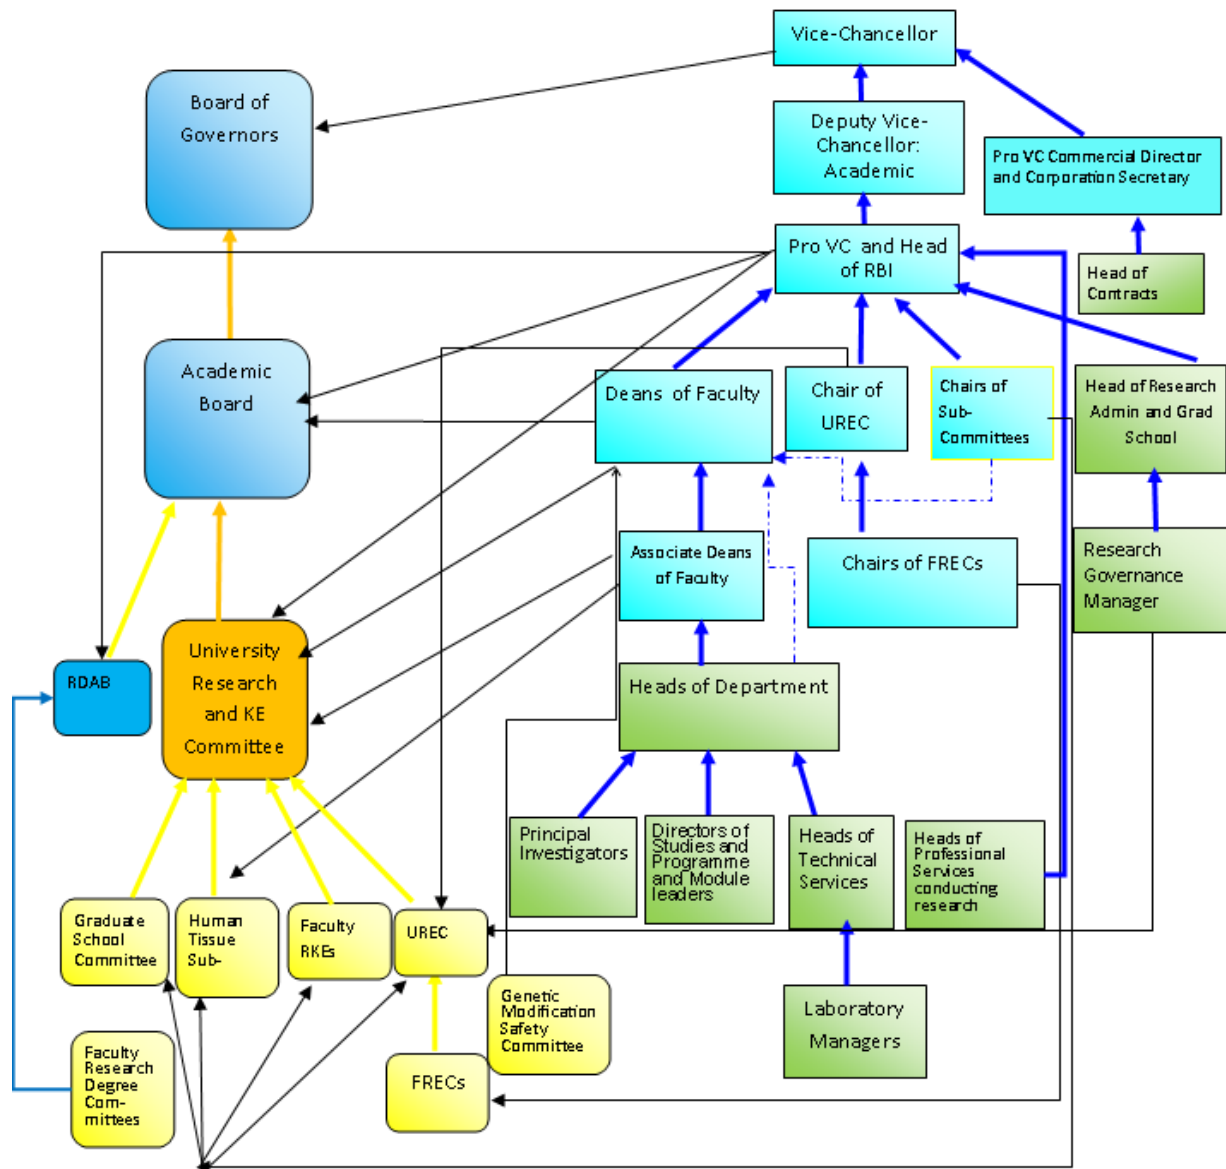 Vice-Chancellor
Board of
Governors
Deputy Vice-
Chancellor:
Academic
Pro VC Commercial Director
and Corporation Secretary
Pro VC and Head
of RBI
Head of
Contracts
Academic
Board
Deans of Faculty
Chair of
UREC
Chairs of
Sub-
Committees
Head of Research
Admin and Grad
School
Associate Deans
of Faculty
Chairs of FRECs
Research
Governance
Manager
RDAB
University
Research
and KE
Committee
Heads of Department
Principal
Investigators
Directors of
Studies and
Programme
and Module
leaders
Heads of
Technical
Services
Heads of
Professional
Services
conducting
research
Graduate
School
Committee
Human
Tissue
Sub-
Faculty
RKEs
UREC
Genetic
Modification
Safety
Committee
Laboratory
Managers
Faculty
Research
Degree
Com-
mittees
FRECs